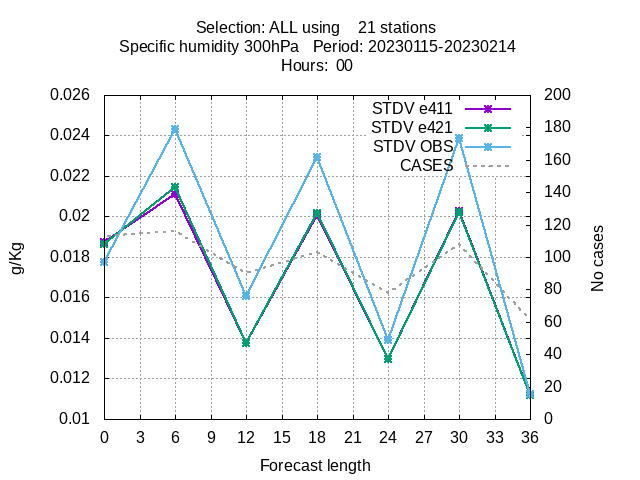 Selection: ALL using    21 stations
Specific humidity 300hPa   Period: 20230115-20230214
Hours:  00
STDV e411
STDV e421
STDV OBS
CASES
0.026
0.024
0.022
0.02
0.018
0.016
0.014
0.012
0.01
g/Kg
200
180
160
140
120
100
80
60
40
20
0
No cases
0 3 6 9 12 15 18 21 24 27 30 33 36
Forecast length